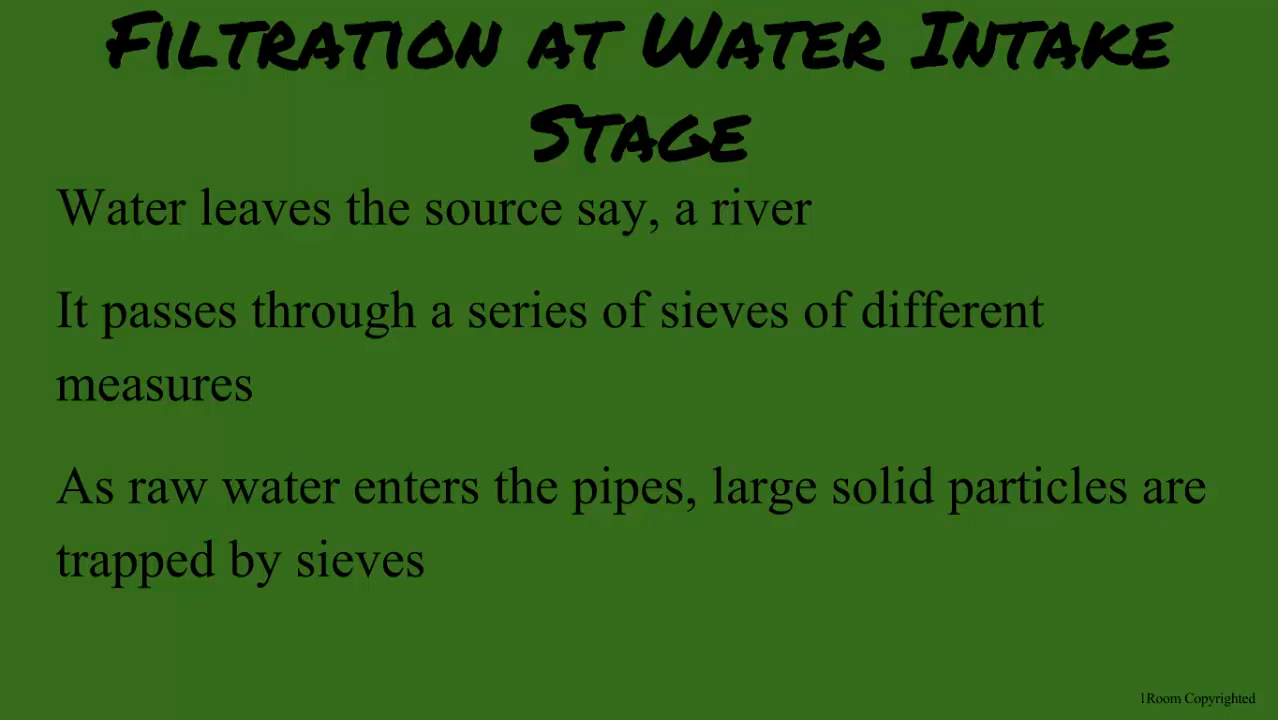 Filtration at Water Intake
Stage
Water leaves the source say, a river
It passes through a series of sieves of different
measures
As raw water enters the pipes, large solid particles are
trapped by sieves
1Room Copyrighted